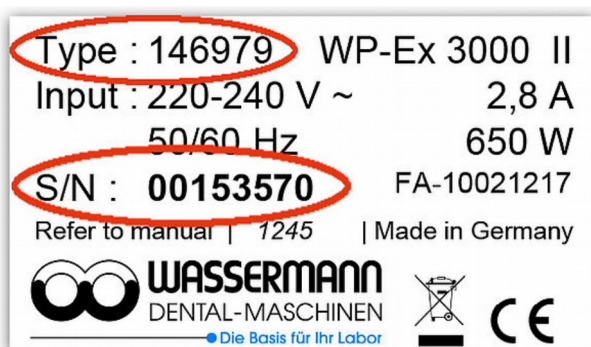 Type : 146979 WP-Ex 3000 II
Input : 220-240 V ~ 2,8 A
50/60 Hz 650 W
S/N : 00153570 FA-10021217
Refer to manual | 1245 | Made in Germany
WASSERMANN
DENTAL-MASCHINEN
Die Basis für Ihr Labor
CE